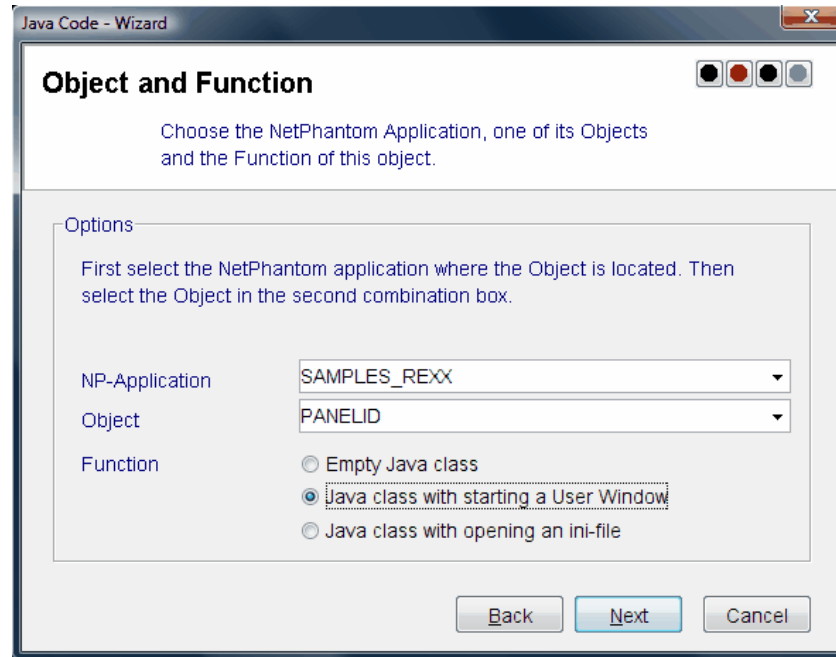 Java Code - Wizard
Object and Function
Choose the NetPhantom Application, one of its Objects
and the Function of this object.
Options
First select the NetPhantom application where the Object is located. Then
select the Object in the second combination box.
NP-Application
SAMPLES_REXX
Object
PANELID
Function
Empty Java class
Java class with starting a User Window
Java class with opening an ini-file
Back
Next
Cancel